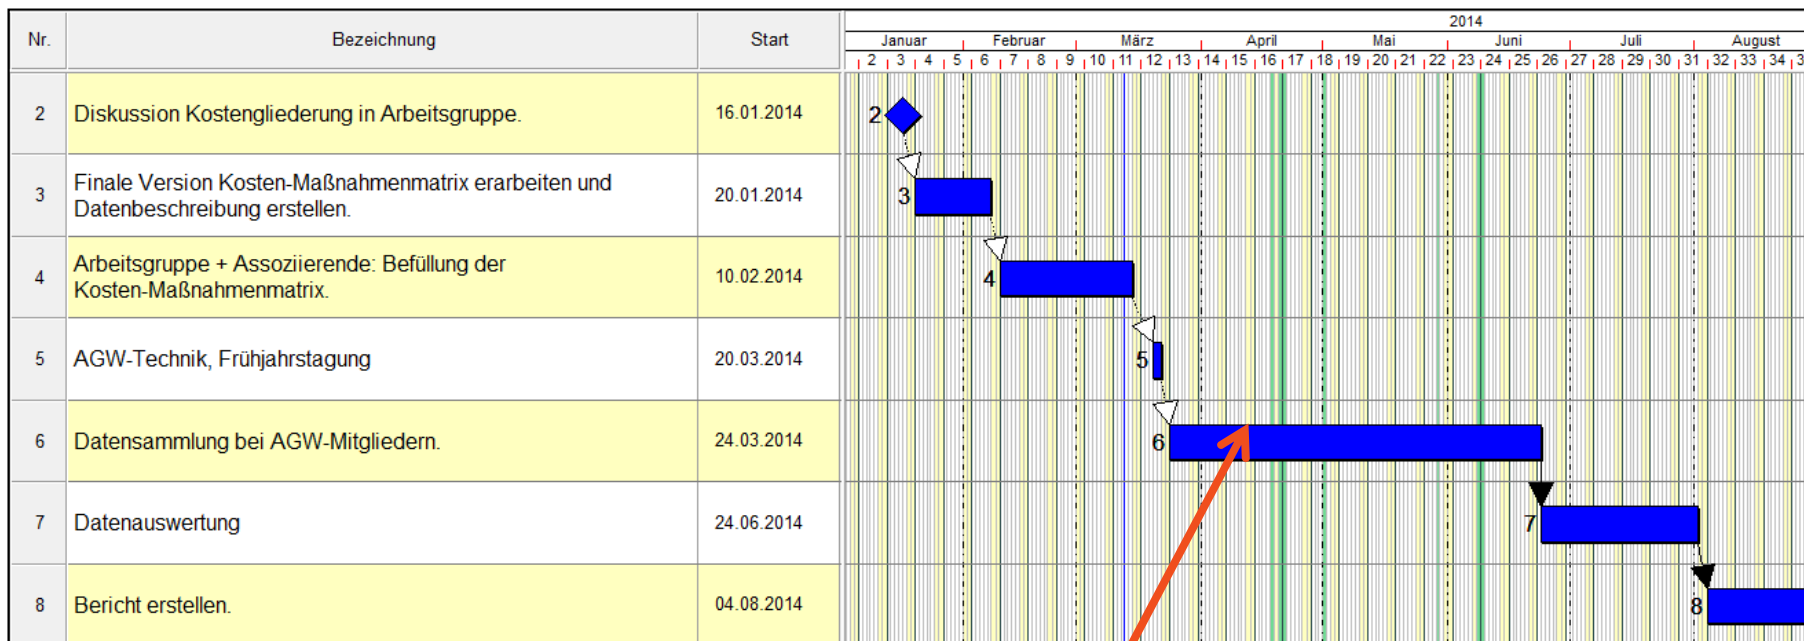 2014
Nr. Bezeichnung Start Januar Februar März April Mai Juni Juli August
2 3 4 5 6 7 8 9 10 11 12 13 14 15 16 17 18 19 20 21 22 23 24 25 26 27 28 29 30 31 32 33 34
2 Diskussion Kostengliederung in Arbeitsgruppe. 16.01.2014 2
3 Finale Version Kosten-Maßnahmenmatrix erarbeiten und
Datenbeschreibung erstellen. 20.01.2014 3
4 Arbeitsgruppe + Assoziierende: Befüllung der
Kosten-Maßnahmenmatrix. 10.02.2014 4
5 AGW-Technik, Frühjahrstagung 20.03.2014 5
6 Datensammlung bei AGW-Mitgliedern. 24.03.2014 6
7 Datenauswertung 24.06.2014 7
8 Bericht erstellen. 04.08.2014 8